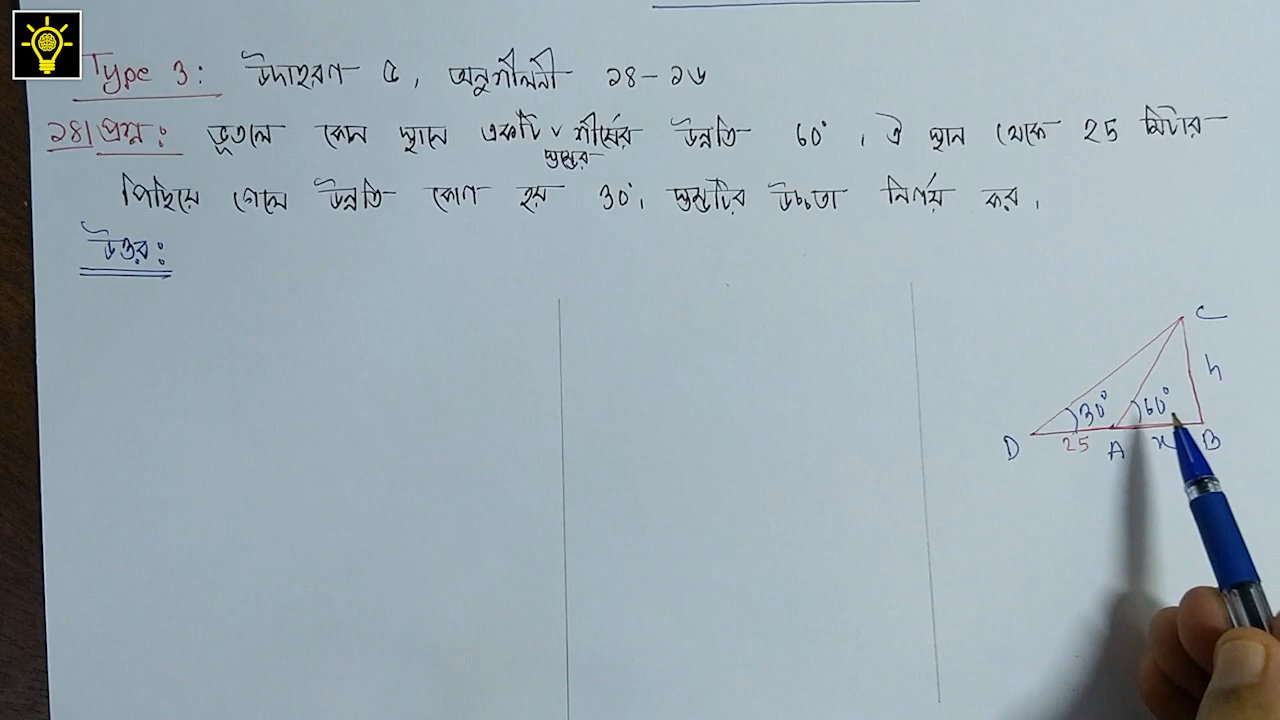 Type 3: উদাহরণ ৫, অনুশীলনী ১৪-১৬
১৪| প্রশ্ন: ভূতলে কোন স্থানে একটি স্তম্ভের শীর্ষের উন্নতি 60°, ঐ স্থান থেকে 25 মিটার
পিছিয়ে গেলে উন্নতি কোণ হয় 30°, স্তম্ভটির উচ্চতা নির্ণয় কর।
উত্তর:
C
h
30° 60°
D 25 A x B